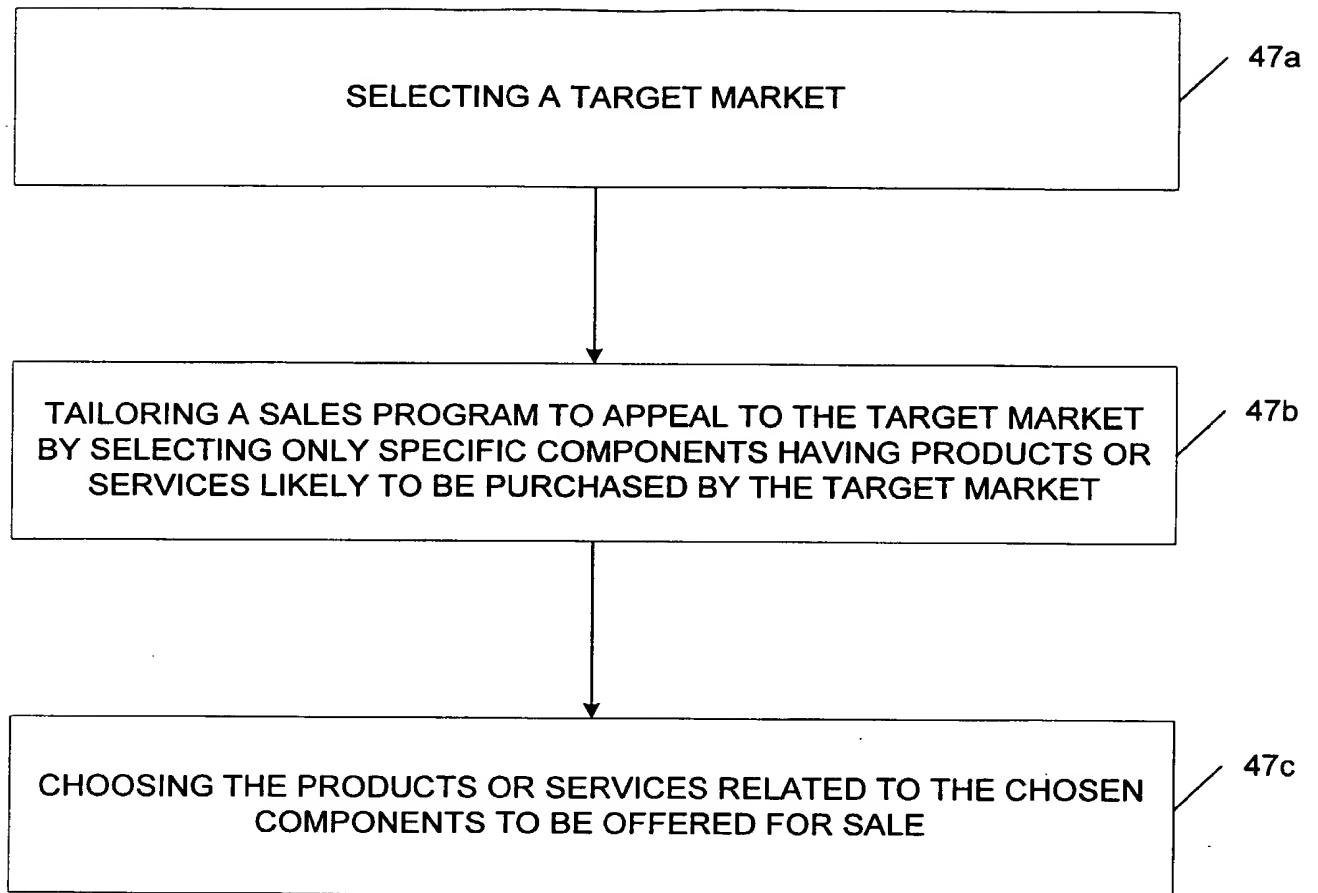 47a
SELECTING A TARGET MARKET
47b
TAILORING A SALES PROGRAM TO APPEAL TO THE TARGET MARKET
BY SELECTING ONLY SPECIFIC COMPONENTS HAVING PRODUCTS OR
SERVICES LIKELY TO BE PURCHASED BY THE TARGET MARKET
47c
CHOOSING THE PRODUCTS OR SERVICES RELATED TO THE CHOSEN
COMPONENTS TO BE OFFERED FOR SALE